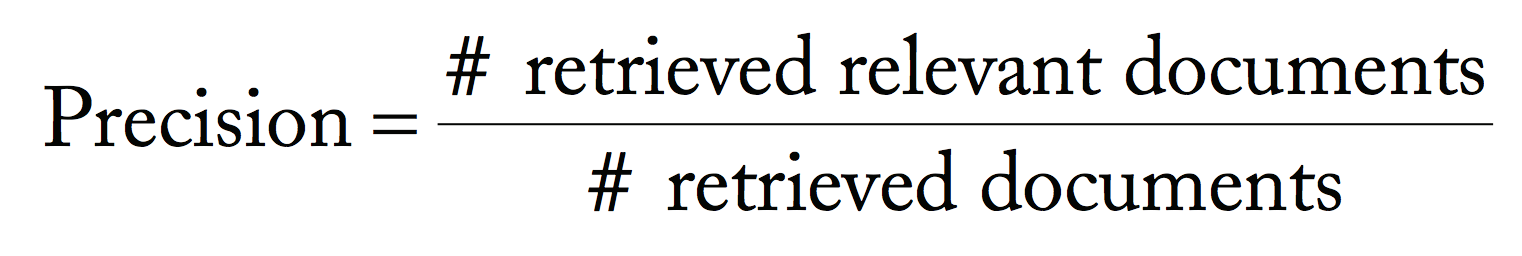 # retrieved relevant documents
Precision =
# retrieved documents